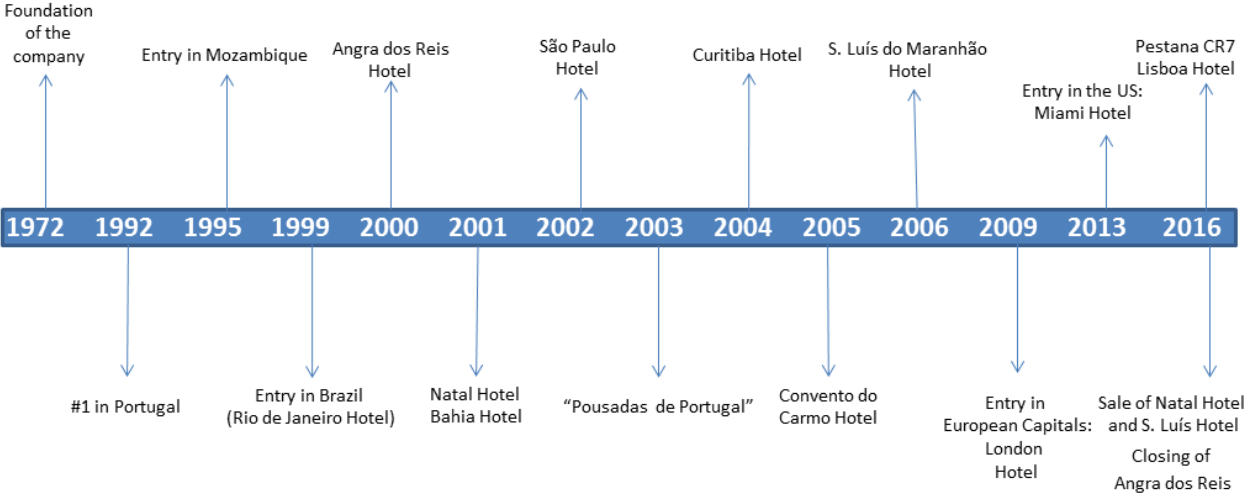 Foundation
of the
company
Entry in Mozambique
Angra dos Reis
Hotel
São Paulo
Hotel
Curitiba Hotel
S. Luís do Maranhão
Hotel
Entry in the US:
Miami Hotel
Pestana CR7
Lisboa Hotel
1972 1992 1995 1999 2000 2001 2002 2003 2004 2005 2006 2009 2013 2016
#1 in Portugal
Entry in Brazil
(Rio de Janeiro Hotel)
Natal Hotel
Bahia Hotel
“Pousadas de Portugal”
Convento do
Carmo Hotel
Entry in
European Capitals:
London
Hotel
Sale of Natal Hotel
and S. Luís Hotel
Closing of
Angra dos Reis